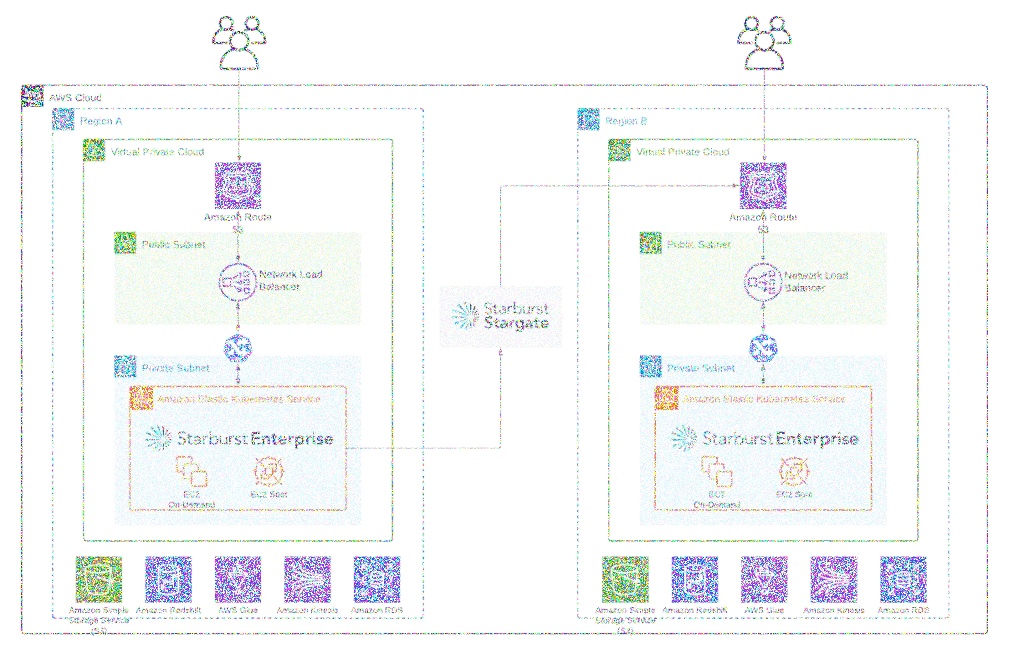 AWS Cloud
Region A
Virtual Private Cloud
Amazon Route
53
Public Subnet
Network Load
Balancer
Private Subnet
Amazon Elastic Kubernetes Service
Starburst Enterprise
EC2
On-Demand
EC2 Spot
Amazon Simple
Storage Service
(S3)
Amazon Redshift
AWS Glue
Amazon Kinesis
Amazon RDS
Starburst
Stargate
Region B
Virtual Private Cloud
Amazon Route
53
Public Subnet
Network Load
Balancer
Private Subnet
Amazon Elastic Kubernetes Service
Starburst Enterprise
EC2
On-Demand
EC2 Spot
Amazon Simple
Storage Service
(S3)
Amazon Redshift
AWS Glue
Amazon Kinesis
Amazon RDS